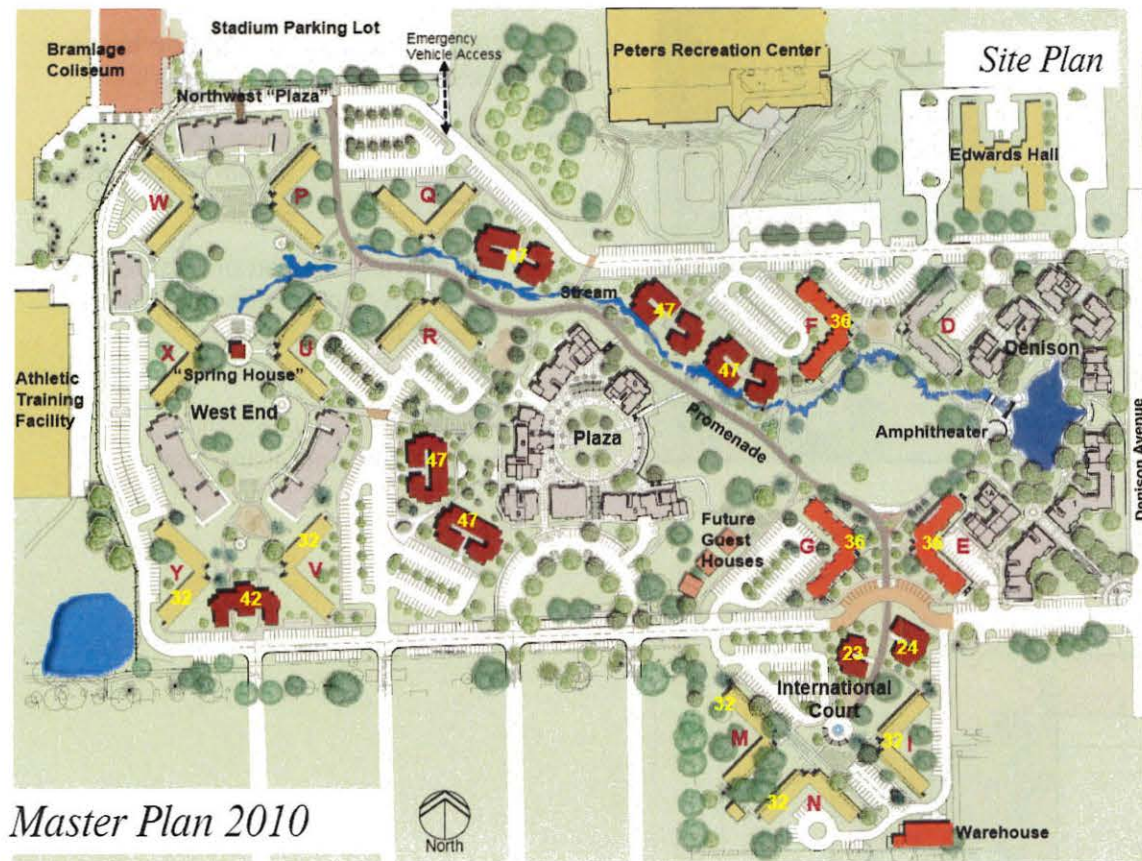 Bramlage
Coliseum
Stadium Parking Lot
Emergency
Vehicle Access
Peters Recreation Center
Site Plan
Northwest "Plaza"
Edwards Hall
W
P
Q
47
Stream
47
47
F
36
D
Denison
X
U
R
"Spring House"
West End
Athletic
Training
Facility
Plaza
Promenade
Amphitheater
Denison Avenue
47
47
Future
Guest
Houses
G
36
36
E
32
Y
V
32
42
23
24
International
Court
32
M
32
I
32
N
Master Plan 2010
North
Warehouse